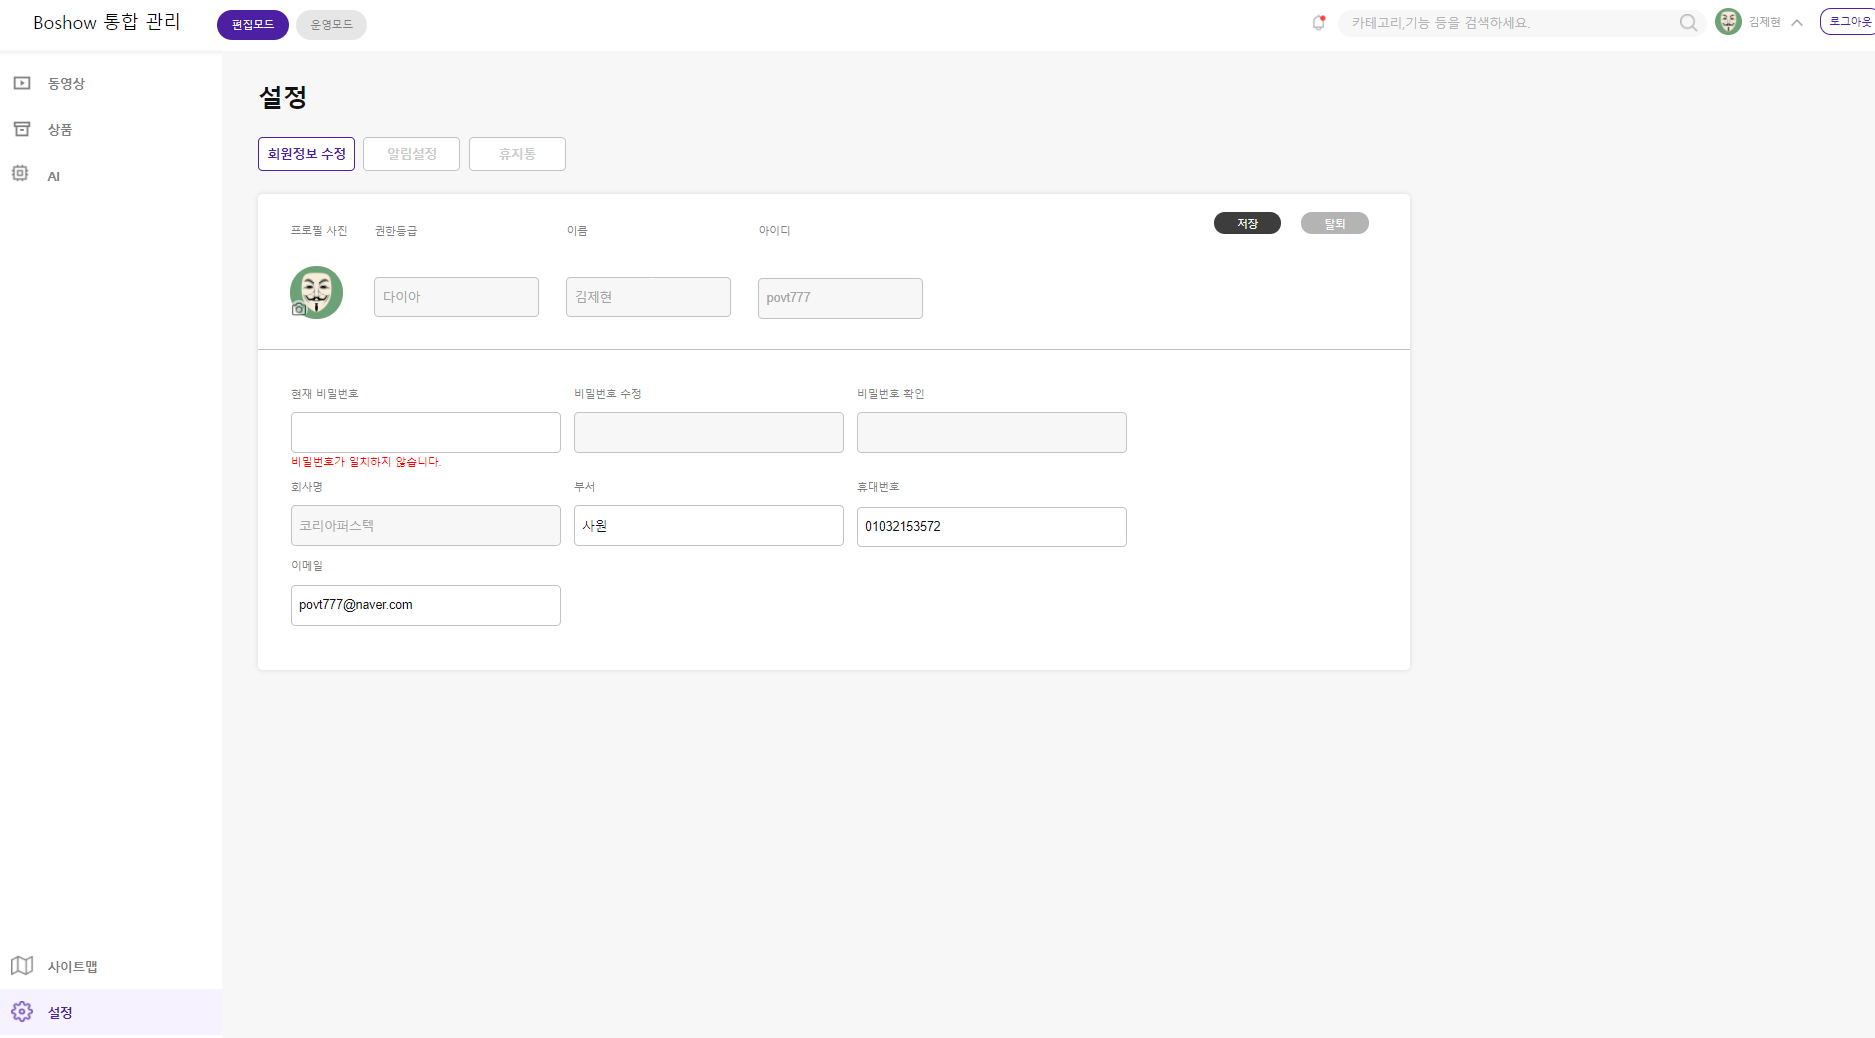 Boshow 통합 관리
편집모드
운영모드
카테고리,기능 등을 검색하세요.
김제현
로그아웃
동영상
상품
AI
설정
회원정보 수정
알림설정
휴지통
프로필 사진
권한등급
이름
아이디
저장
탈퇴
다이아
김제현
povt777
현재 비밀번호
비밀번호 수정
비밀번호 확인
비밀번호가 일치하지 않습니다.
회사명
부서
휴대번호
코리아퍼스텍
사원
01032153572
이메일
povt777@naver.com
사이트맵
설정